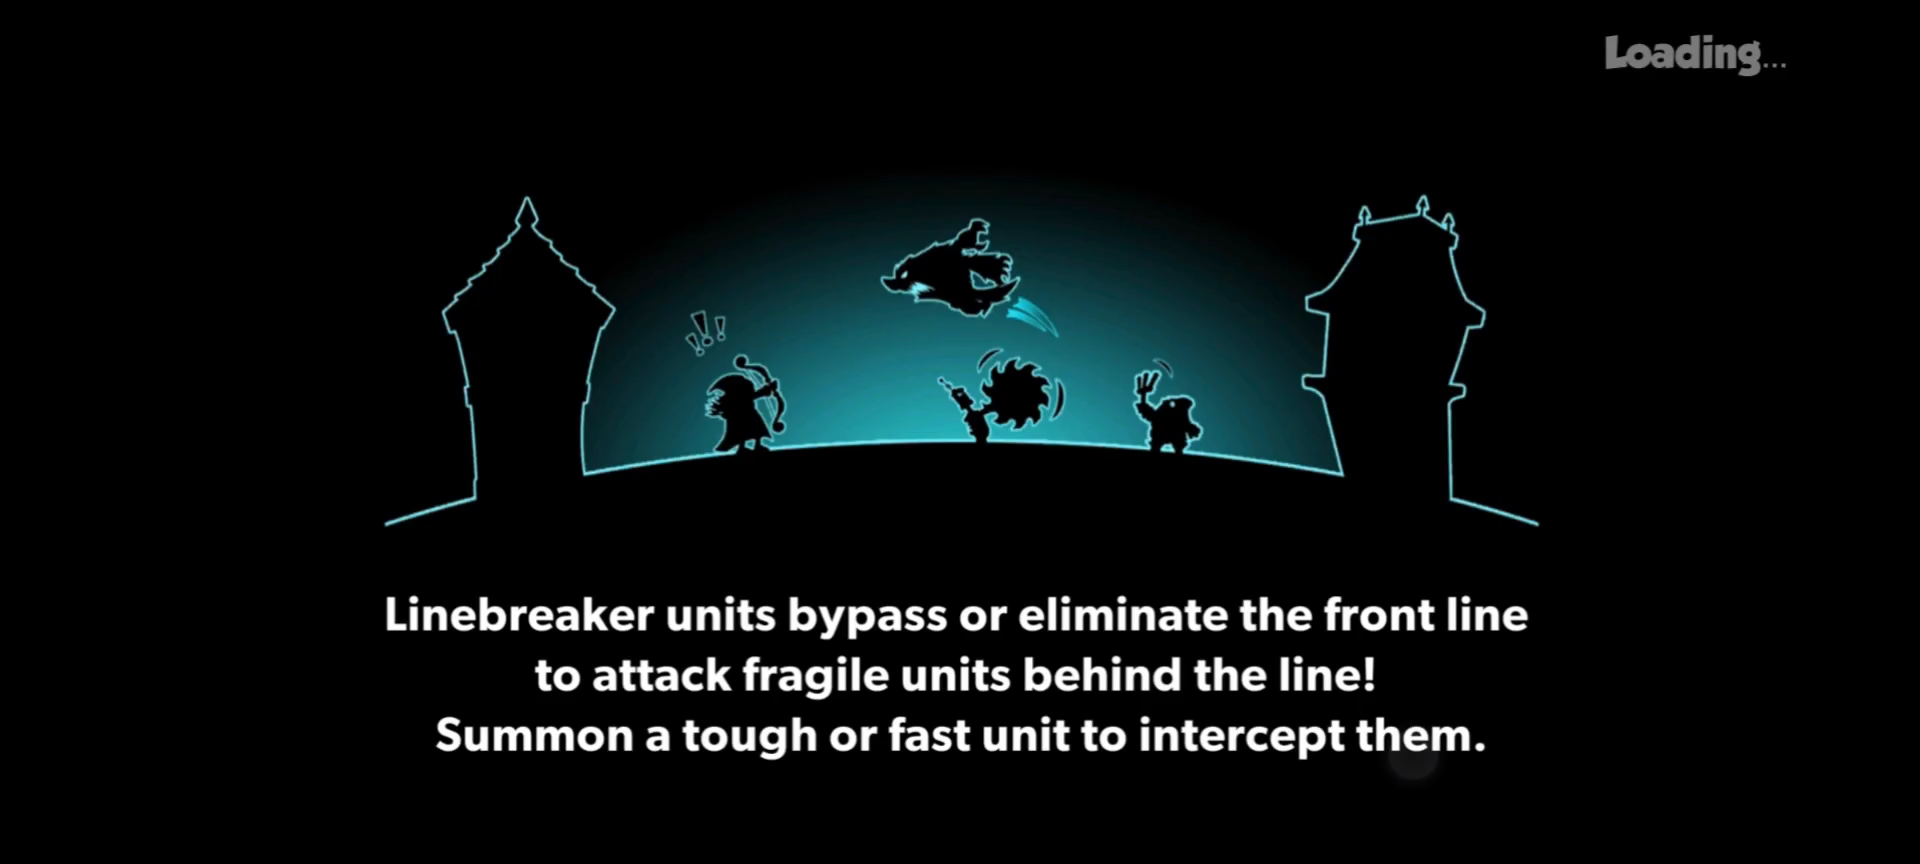 Loading...
!!!
Linebreaker units bypass or eliminate the front line
to attack fragile units behind the line!
Summon a tough or fast unit to intercept them.